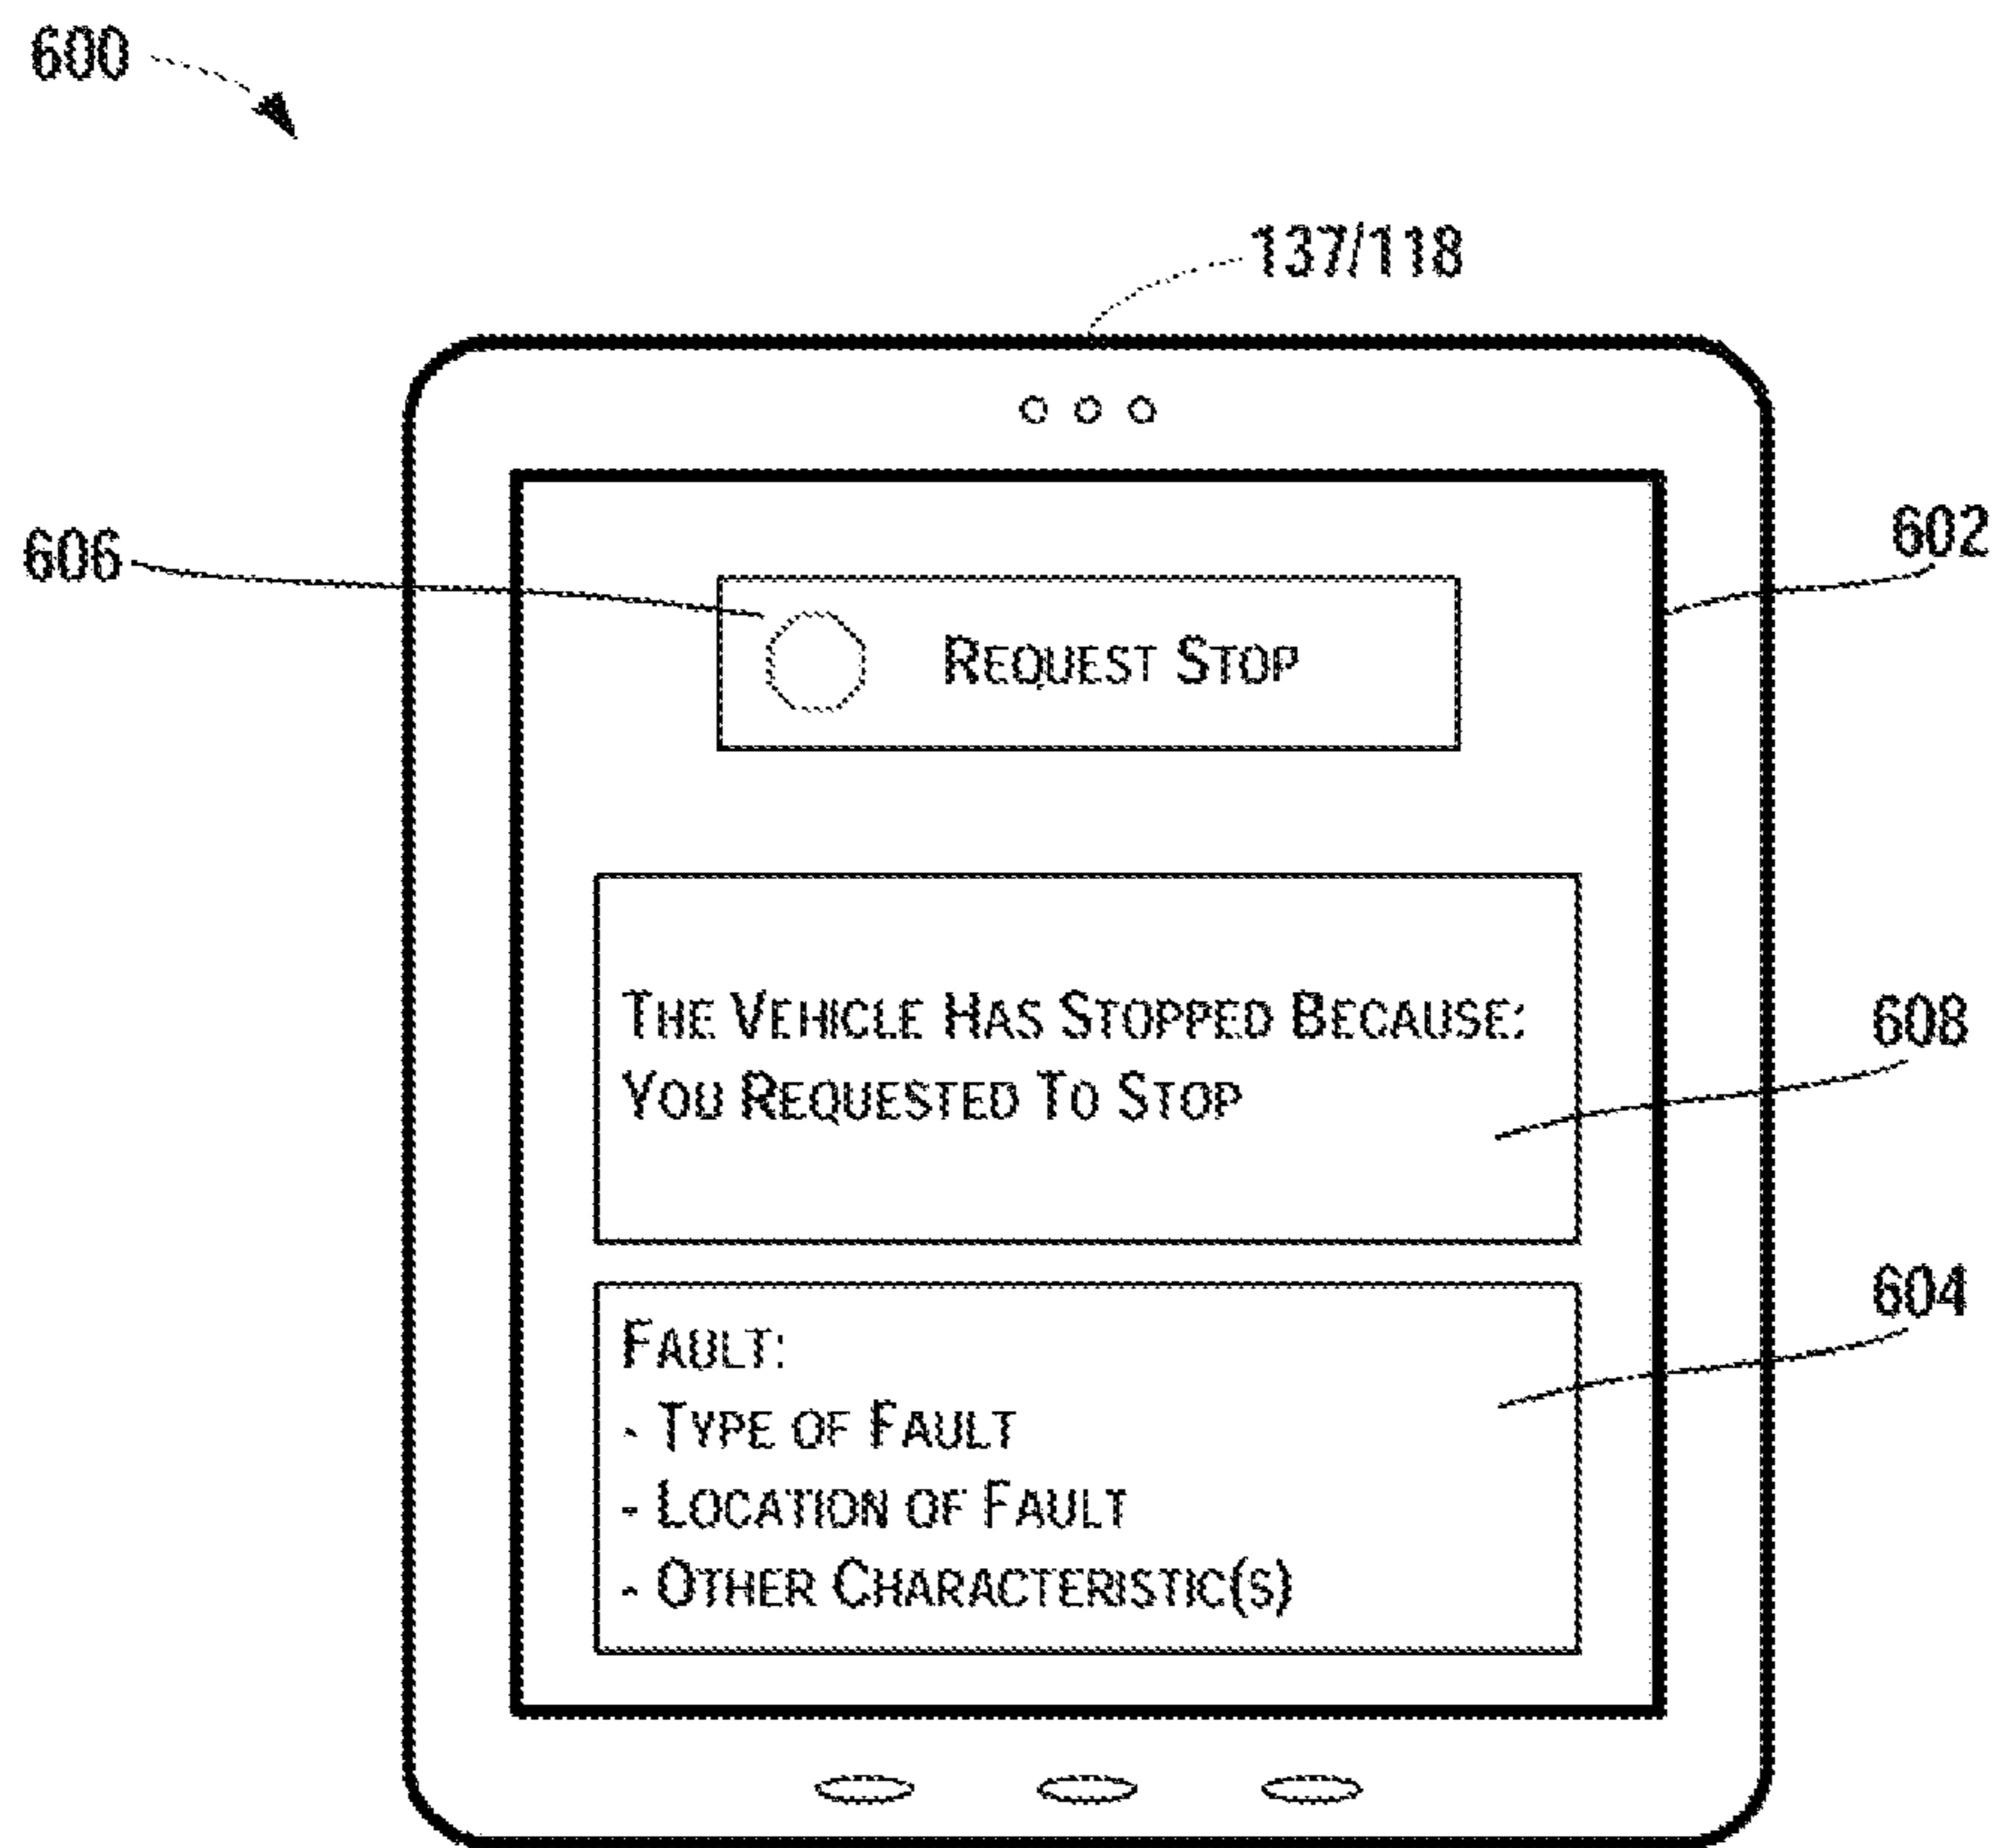 600
137/118
602
606
REQUEST STOP
THE VEHICLE HAS STOPPED BECAUSE:
YOU REQUESTED TO STOP
608
604
FAULT:
- TYPE OF FAULT
- LOCATION OF FAULT
- OTHER CHARACTERISTIC(S)